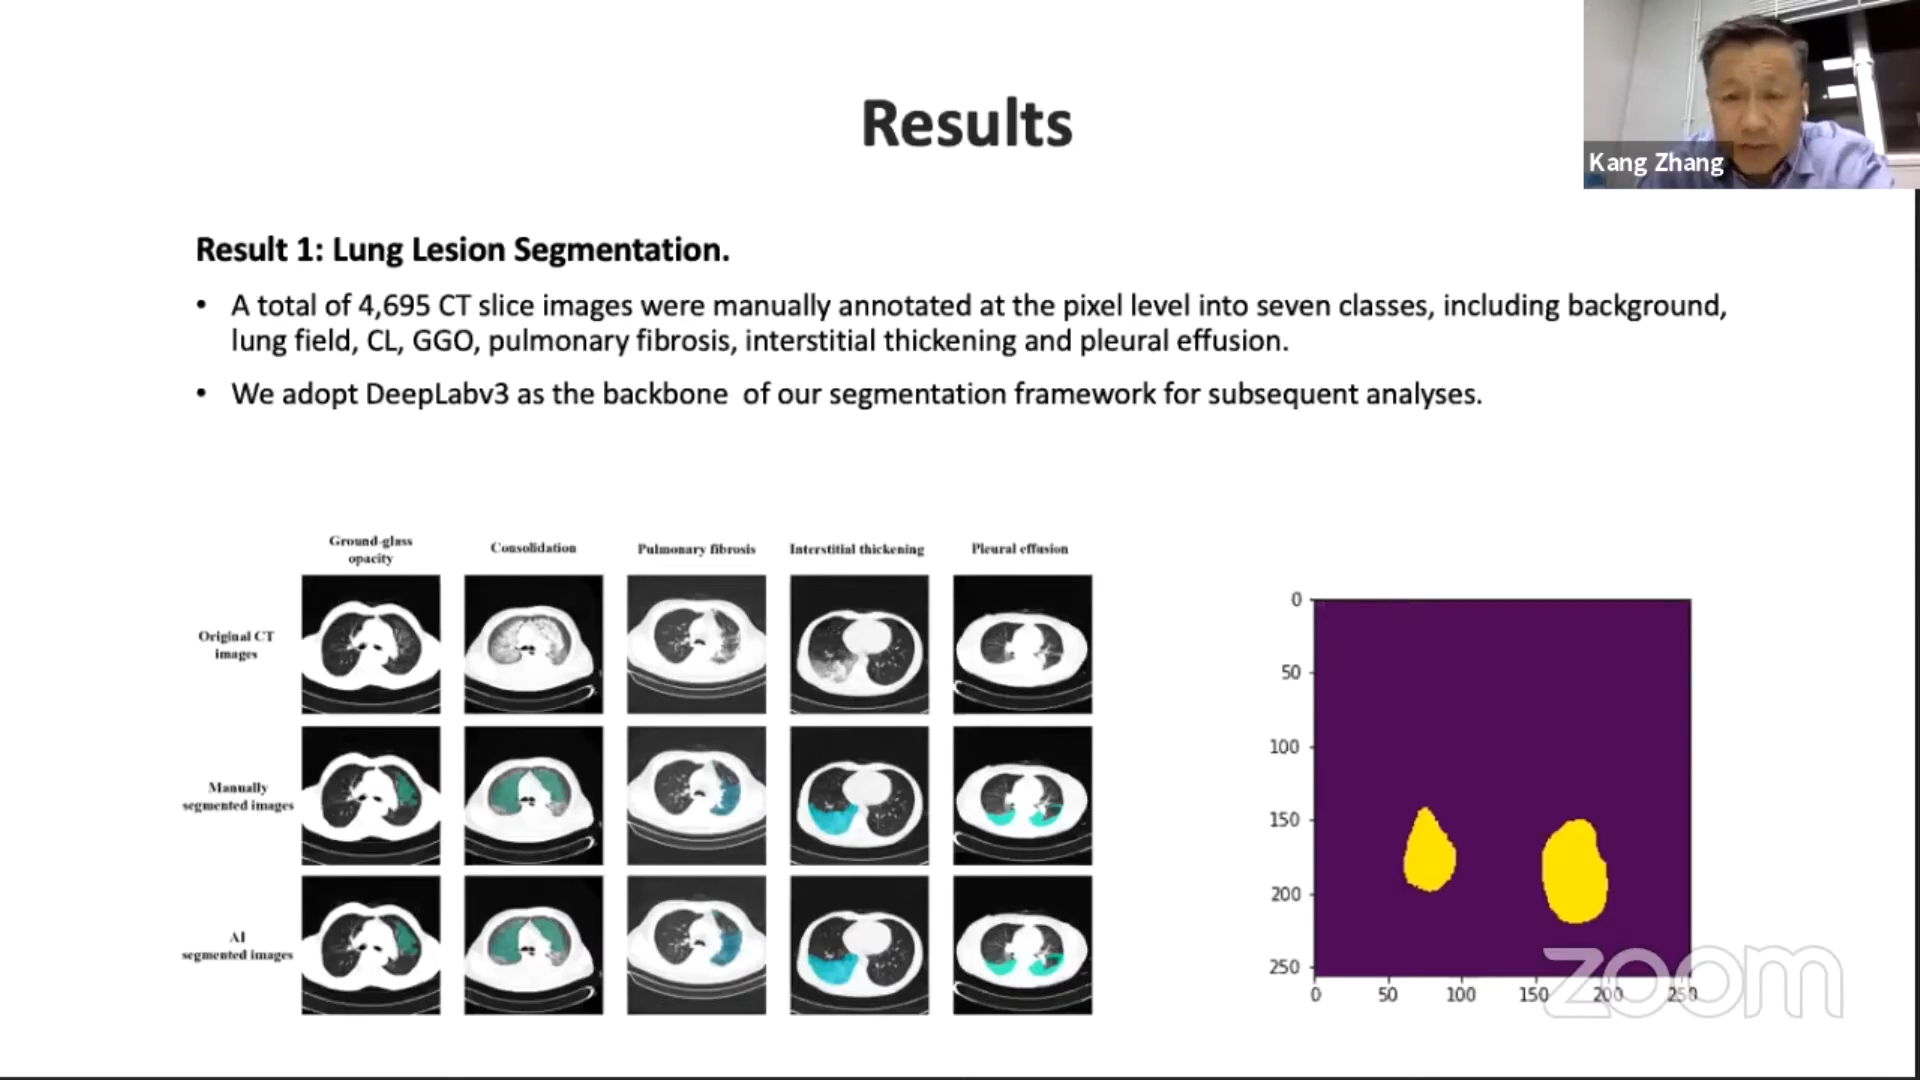 Results
Kang Zhang
Result 1: Lung Lesion Segmentation.
• A total of 4,695 CT slice images were manually annotated at the pixel level into seven classes, including background,
lung field, CL, GGO, pulmonary fibrosis, interstitial thickening and pleural effusion.
• We adopt DeepLabv3 as the backbone of our segmentation framework for subsequent analyses.
Ground-glass
opacity
Consolidation
Pulmonary fibrosis
Interstitial thickening
Pleural effusion
Original CT
images
Manually
segmented images
AI
segmented images
0
50
100
150
200
250
0 50 100 150 200 250
zoom